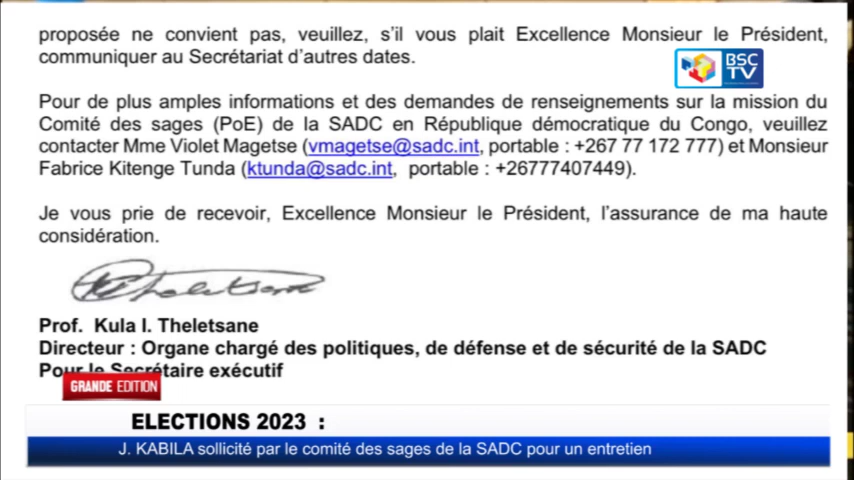 proposée ne convient pas, veuillez, s'il vous plait Excellence Monsieur le Président,
communiquer au Secrétariat d'autres dates.
BSC
TV
Pour de plus amples informations et des demandes de renseignements sur la mission du
Comité des sages (PoE) de la SADC en République démocratique du Congo, veuillez
contacter Mme Violet Magetse (vmagetse@sadc.int, portable : +267 77 172 777) et Monsieur
Fabrice Kitenge Tunda (ktunda@sadc.int, portable : +26777407449).
Je vous prie de recevoir, Excellence Monsieur le Président, l'assurance de ma haute
considération.
Prof. Kula I. Theletsane
Directeur : Organe chargé des politiques, de défense et de sécurité de la SADC
Pour le Secrétaire exécutif
GRANDE EDITION
ELECTIONS 2023 :
J. KABILA sollicité par le comité des sages de la SADC pour un entretien